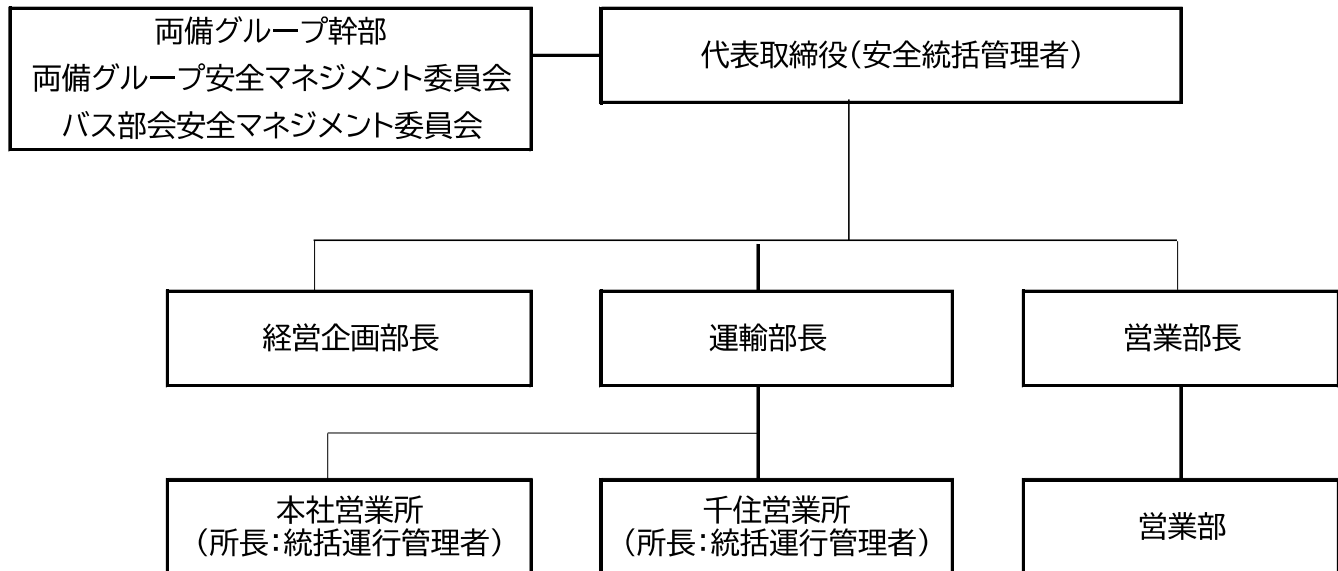 両備グループ幹部
両備グループ安全マネジメント委員会
バス部会安全マネジメント委員会
代表取締役(安全統括管理者)
経営企画部長
運輸部長
営業部長
本社営業所
(所長:統括運行管理者)
千住営業所
(所長:統括運行管理者)
営業部